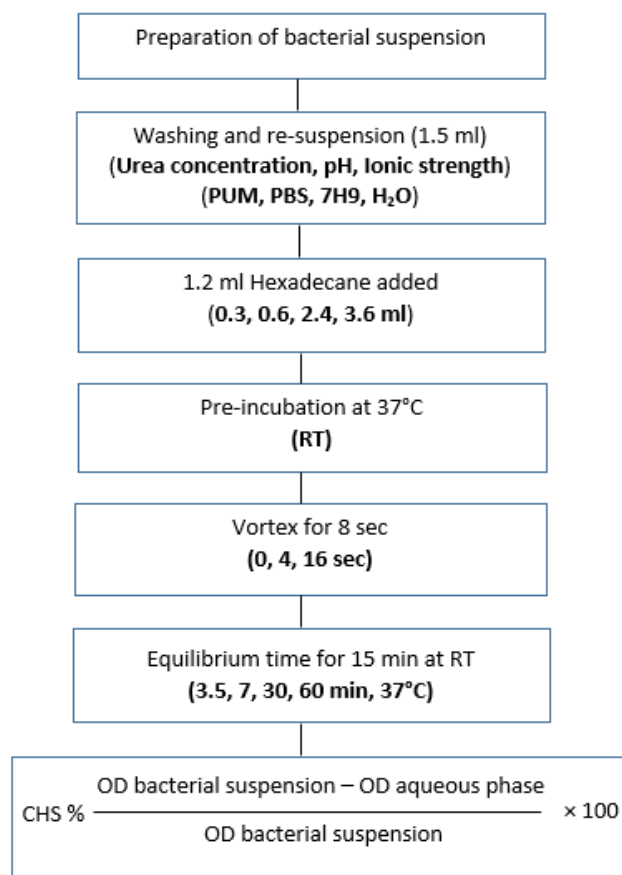 Preparation of bacterial suspension
Washing and re-suspension (1.5 ml)
(Urea concentration, pH, Ionic strength)
(PUM, PBS, 7H9, H₂O)
1.2 ml Hexadecane added
(0.3, 0.6, 2.4, 3.6 ml)
Pre-incubation at 37°C
(RT)
Vortex for 8 sec
(0, 4, 16 sec)
Equilibrium time for 15 min at RT
(3.5, 7, 30, 60 min, 37°C)
OD bacterial suspension – OD aqueous phase
CHS % × 100
OD bacterial suspension